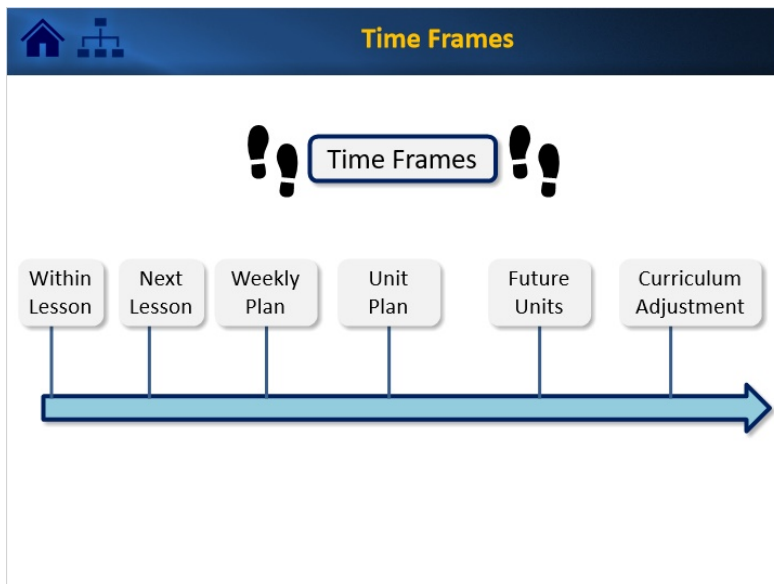 Time Frames
Time Frames
Within
Lesson
Next
Lesson
Weekly
Plan
Unit
Plan
Future
Units
Curriculum
Adjustment